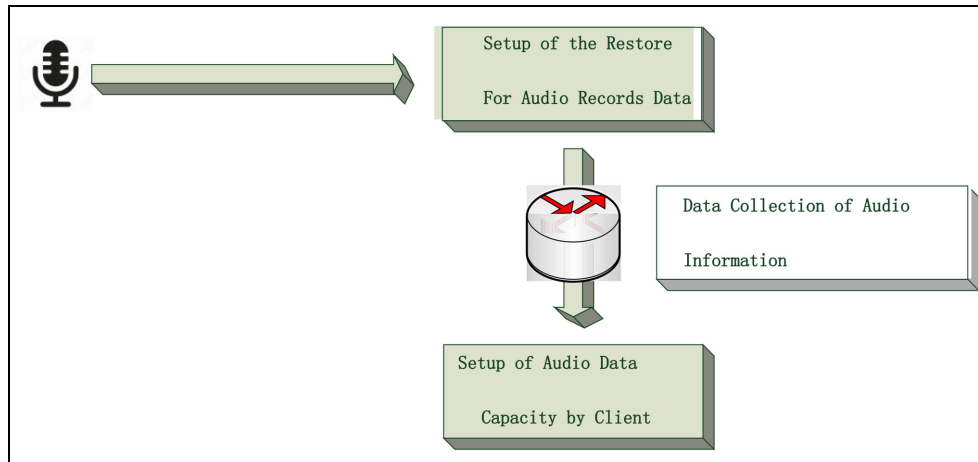 Setup of the Restore
For Audio Records Data
Data Collection of Audio
Information
Setup of Audio Data
Capacity by Client